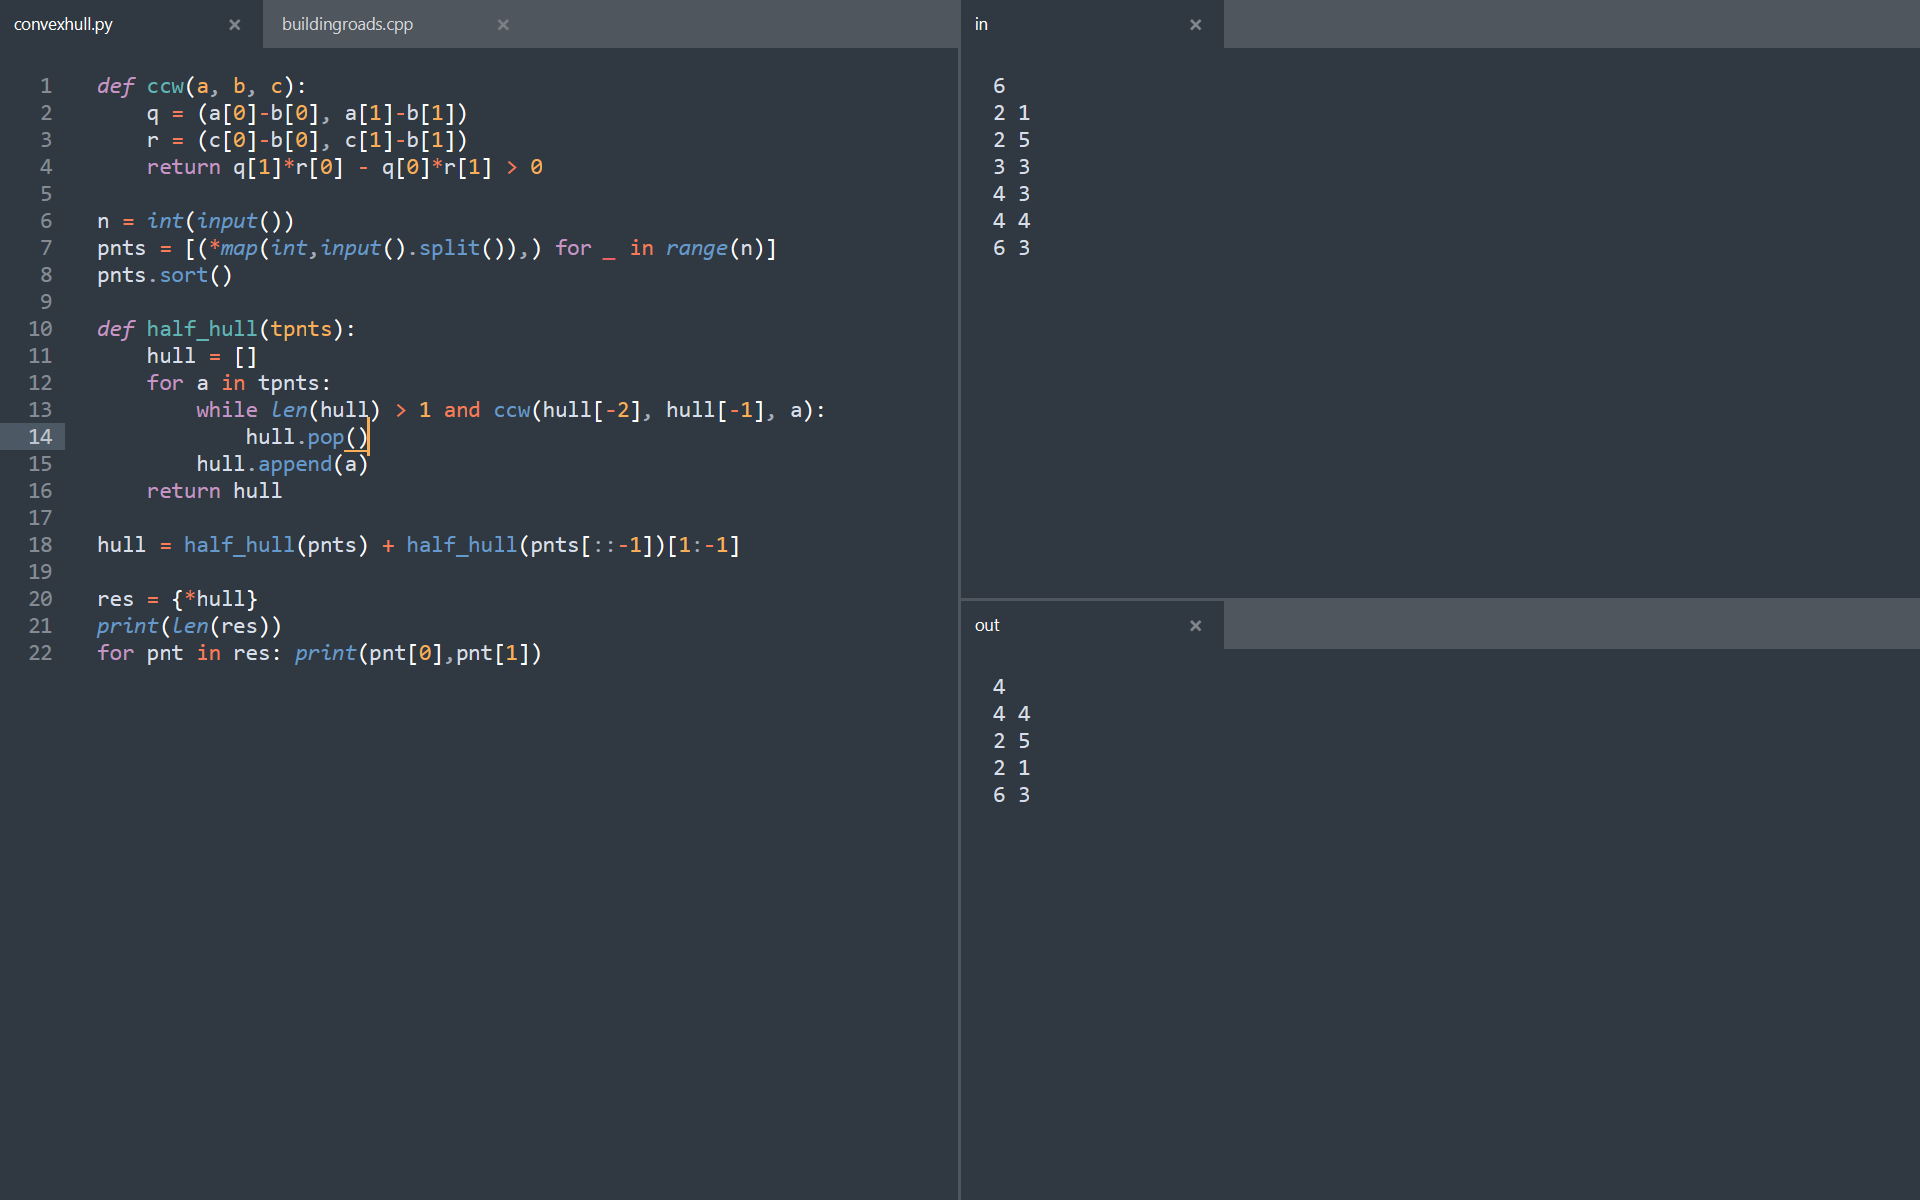 convexhull.py × buildingroads.cpp ×
1 def ccw(a, b, c):
2     q = (a[0]-b[0], a[1]-b[1])
3     r = (c[0]-b[0], c[1]-b[1])
4     return q[1]*r[0] - q[0]*r[1] > 0
5
6 n = int(input())
7 pnts = [(*map(int,input().split()),) for _ in range(n)]
8 pnts.sort()
9
10 def half_hull(tpnts):
11     hull = []
12     for a in tpnts:
13         while len(hull) > 1 and ccw(hull[-2], hull[-1], a):
14             hull.pop()
15         hull.append(a)
16     return hull
17
18 hull = half_hull(pnts) + half_hull(pnts[::-1])[1:-1]
19
20 res = {*hull}
21 print(len(res))
22 for pnt in res: print(pnt[0],pnt[1])
in ×
6
2 1
2 5
3 3
4 3
4 4
6 3
out ×
4
4 4
2 5
2 1
6 3